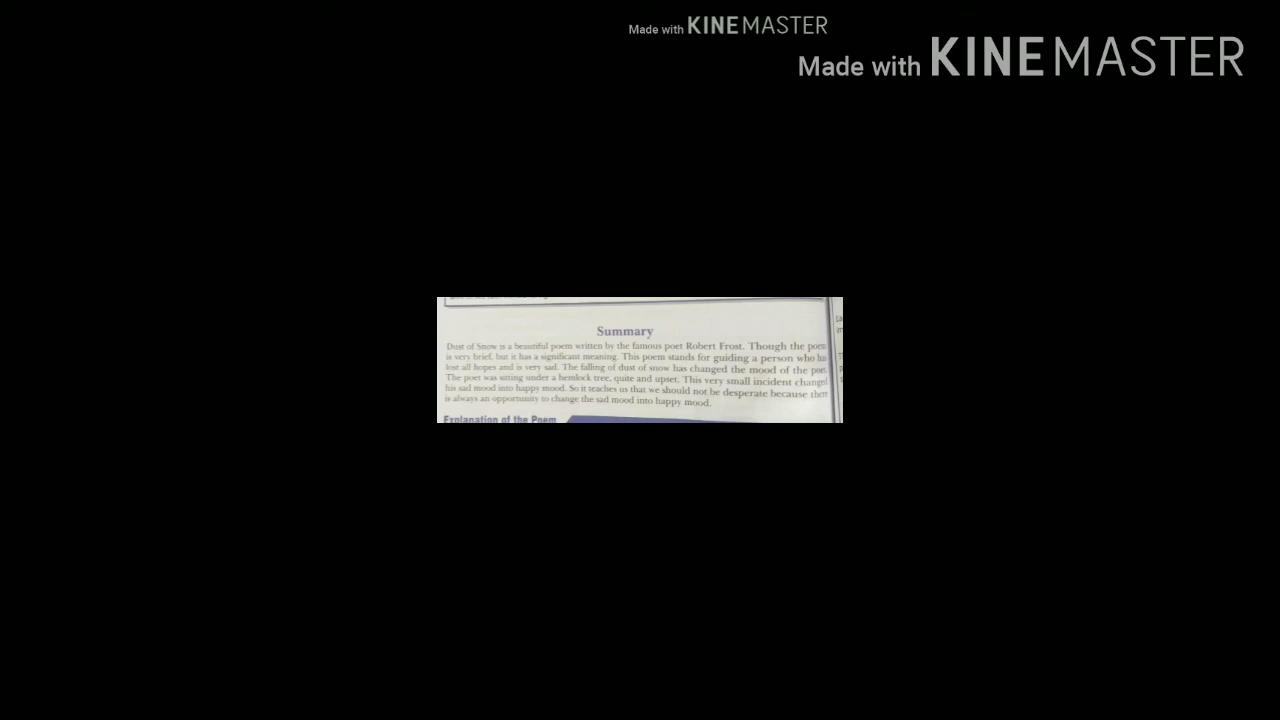 Made with KINEMASTER
Made with KINEMASTER
Summary
Dust of Snow is a beautiful poem written by the famous poet Robert Frost. Though the poem
is very brief, but it has a significant meaning. This poem stands for guiding a person who has
lost all hopes and is very sad. The falling of dust of snow has changed the mood of the poet.
The poet was sitting under a hemlock tree, quite and upset. This very small incident changed
his sad mood into happy mood. So it teaches us that we should not be desperate because there
is always an opportunity to change the sad mood into happy mood.
Explanation of the Poem